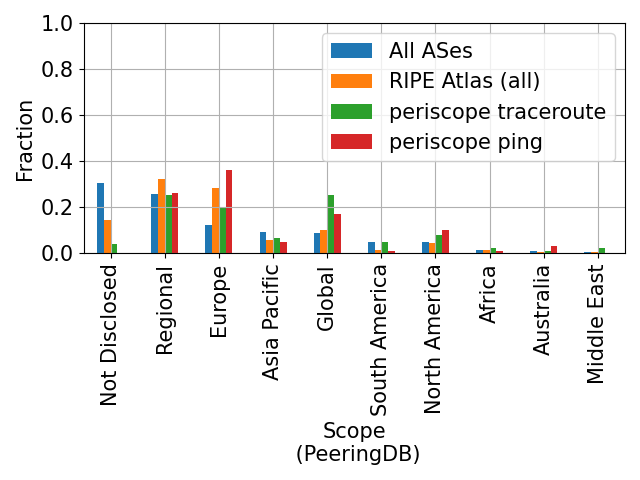 1.0
0.8
0.6
0.4
0.2
0.0
Fraction
All ASes
RIPE Atlas (all)
periscope traceroute
periscope ping
Not Disclosed
Regional
Europe
Asia Pacific
Global
South America
North America
Africa
Australia
Middle East
Scope
(PeeringDB)